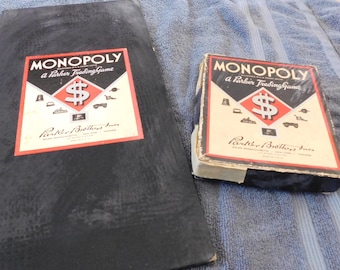 MONOPOLY
A Parker Trading Game
$
Parker Brothers Inc
MONOPOLY
A Parker Trading Game
$
Parker Brothers Inc